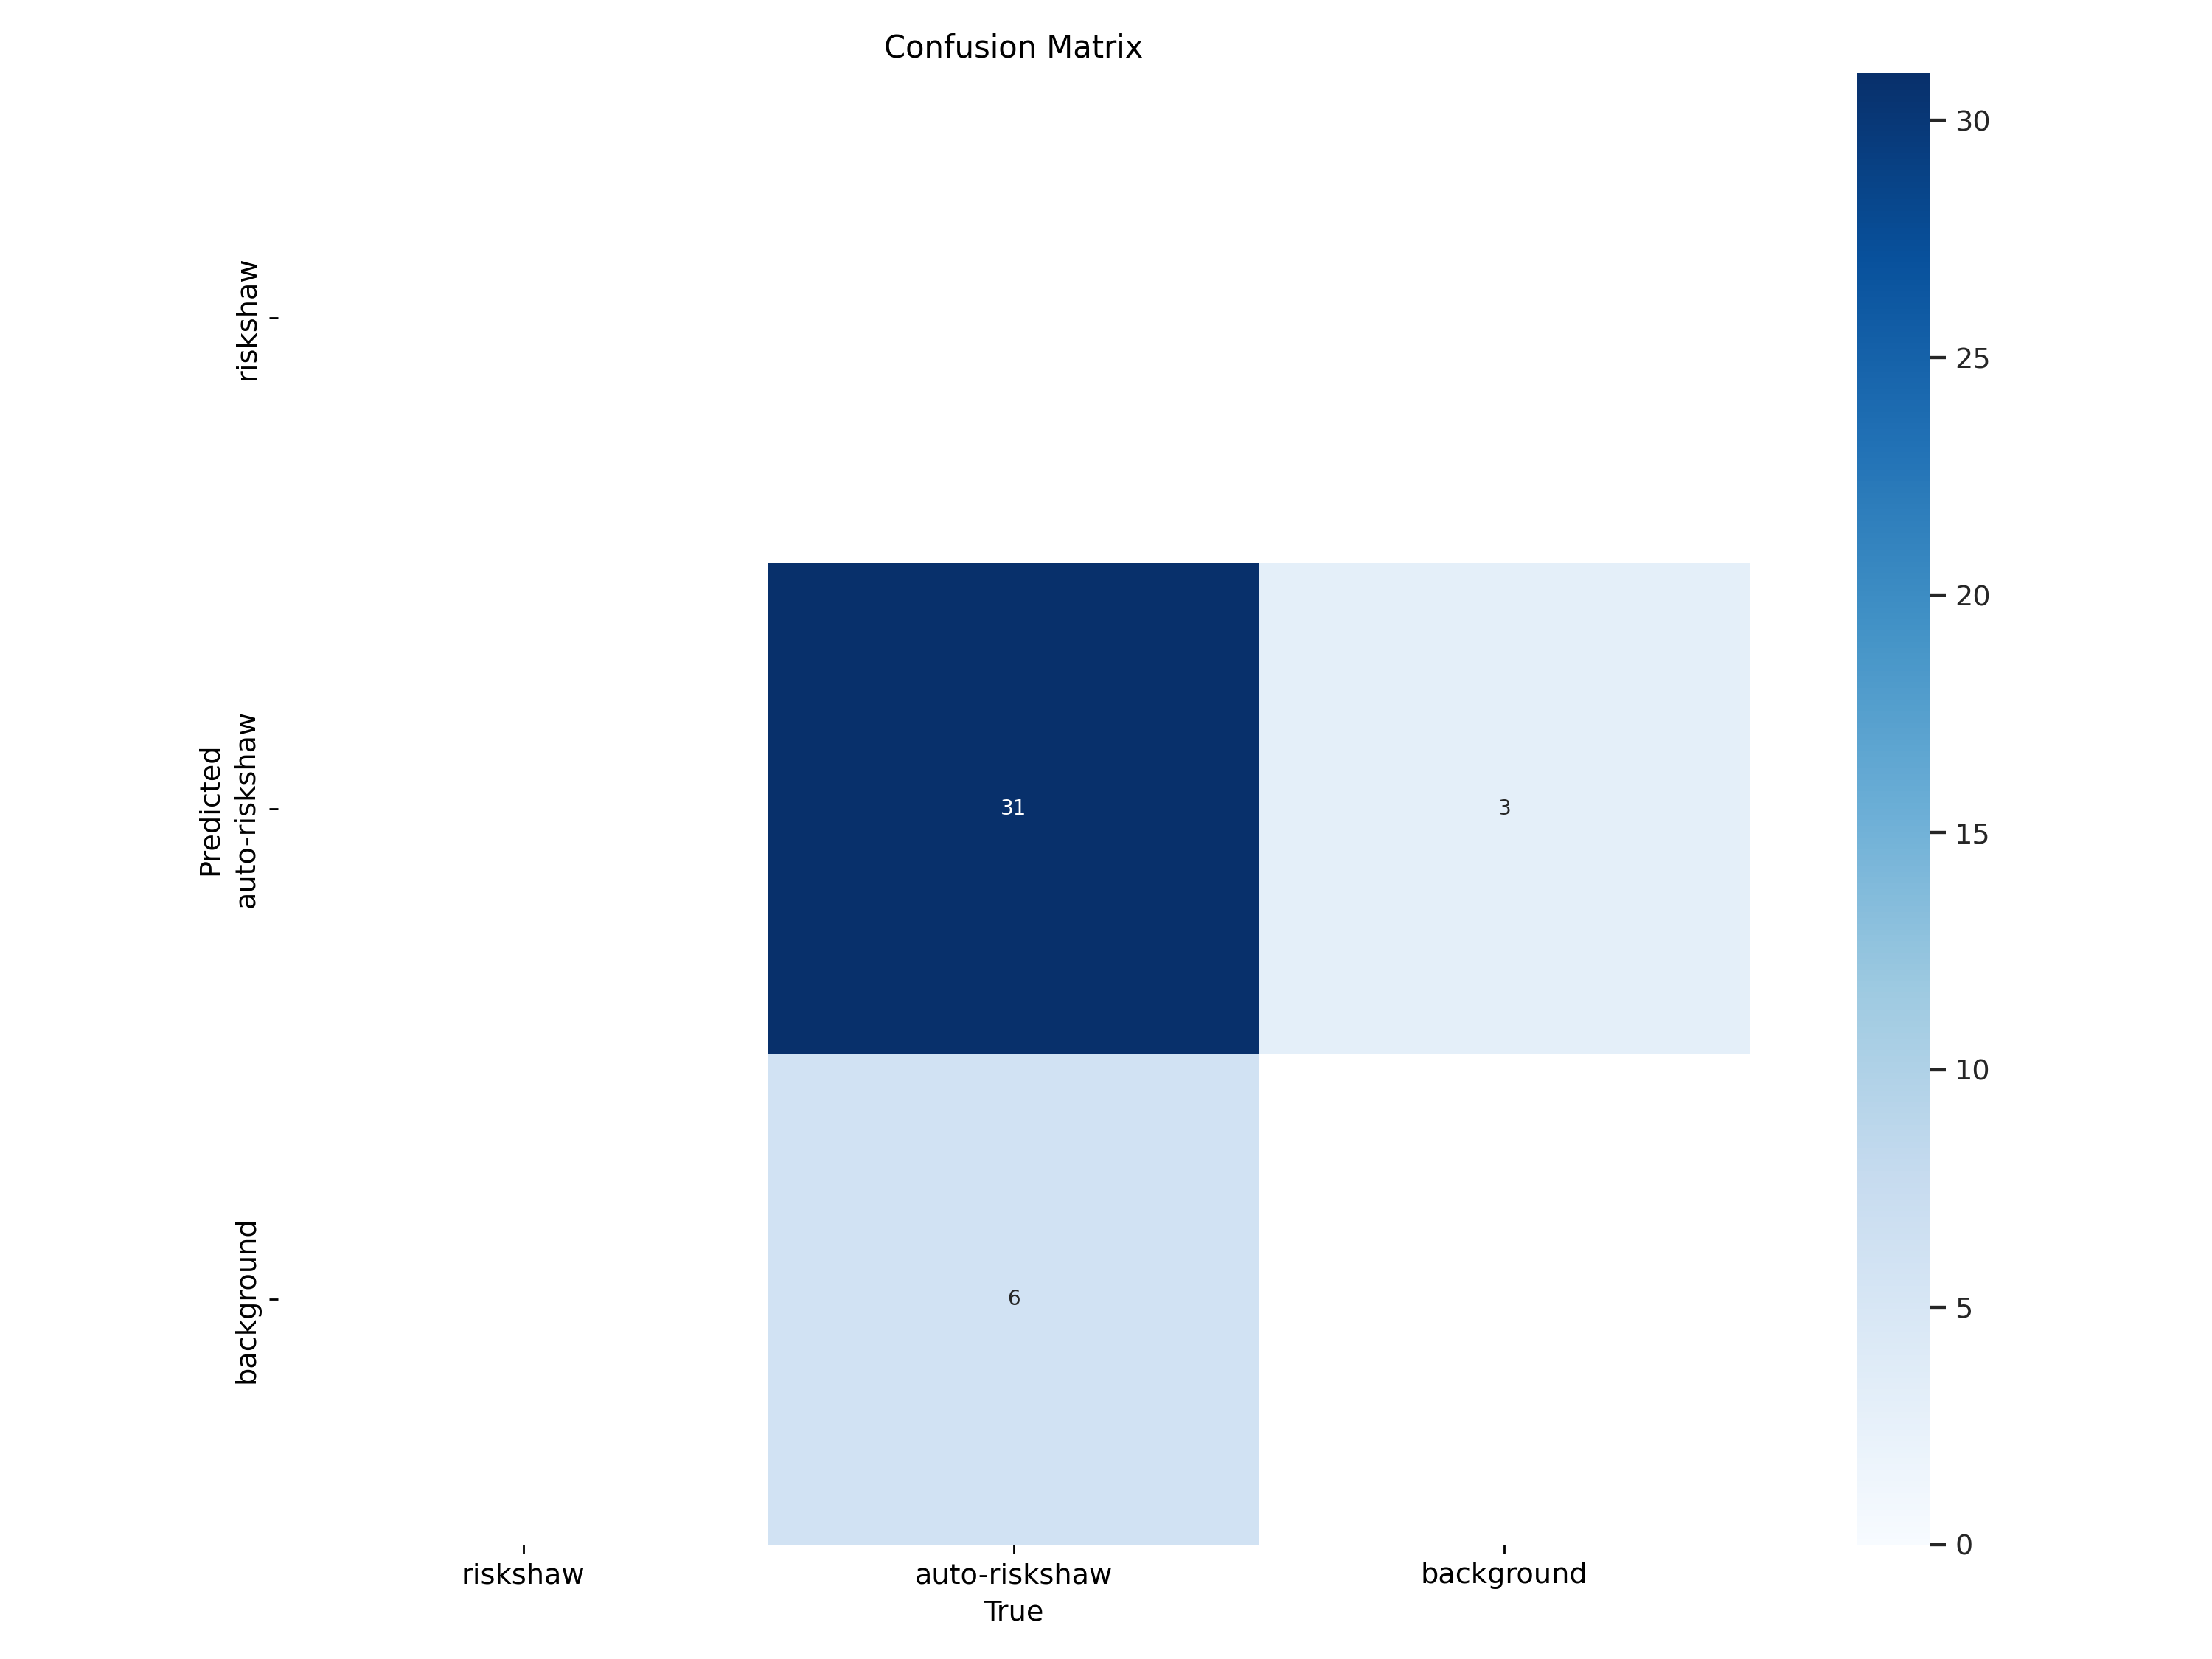 Confusion Matrix
riskshaw
Predicted
auto-riskshaw
background
31
3
6
riskshaw
auto-riskshaw
background
True
30
25
20
15
10
5
0